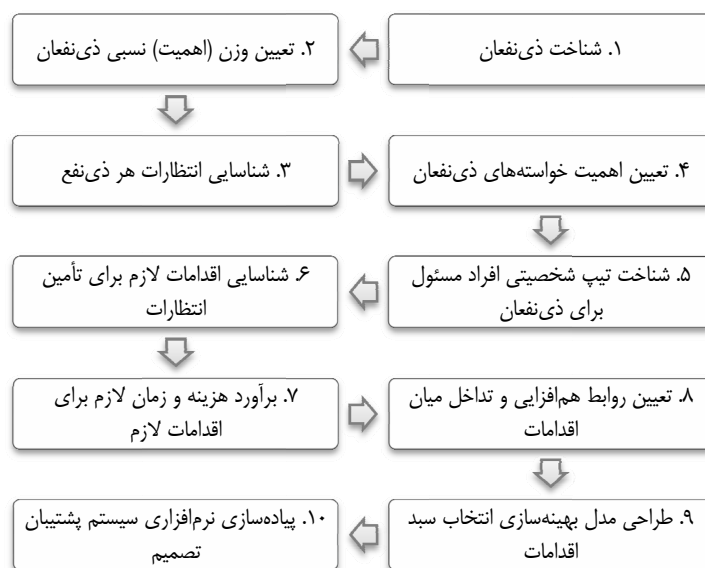 ۱. شناخت ذی‌نفعان
۲. تعیین وزن (اهمیت) نسبی ذی‌نفعان
۳. شناسایی انتظارات هر ذی‌نفع
۴. تعیین اهمیت خواسته‌های ذی‌نفعان
۵. شناخت تیپ شخصیتی افراد مسئول
برای ذی‌نفعان
۶. شناسایی اقدامات لازم برای تأمین
انتظارات
۷. برآورد هزینه و زمان لازم برای
اقدامات لازم
۸. تعیین روابط هم‌افزایی و تداخل میان
اقدامات
۹. طراحی مدل بهینه‌سازی انتخاب سبد
اقدامات
۱۰. پیاده‌سازی نرم‌افزاری سیستم پشتیبان
تصمیم